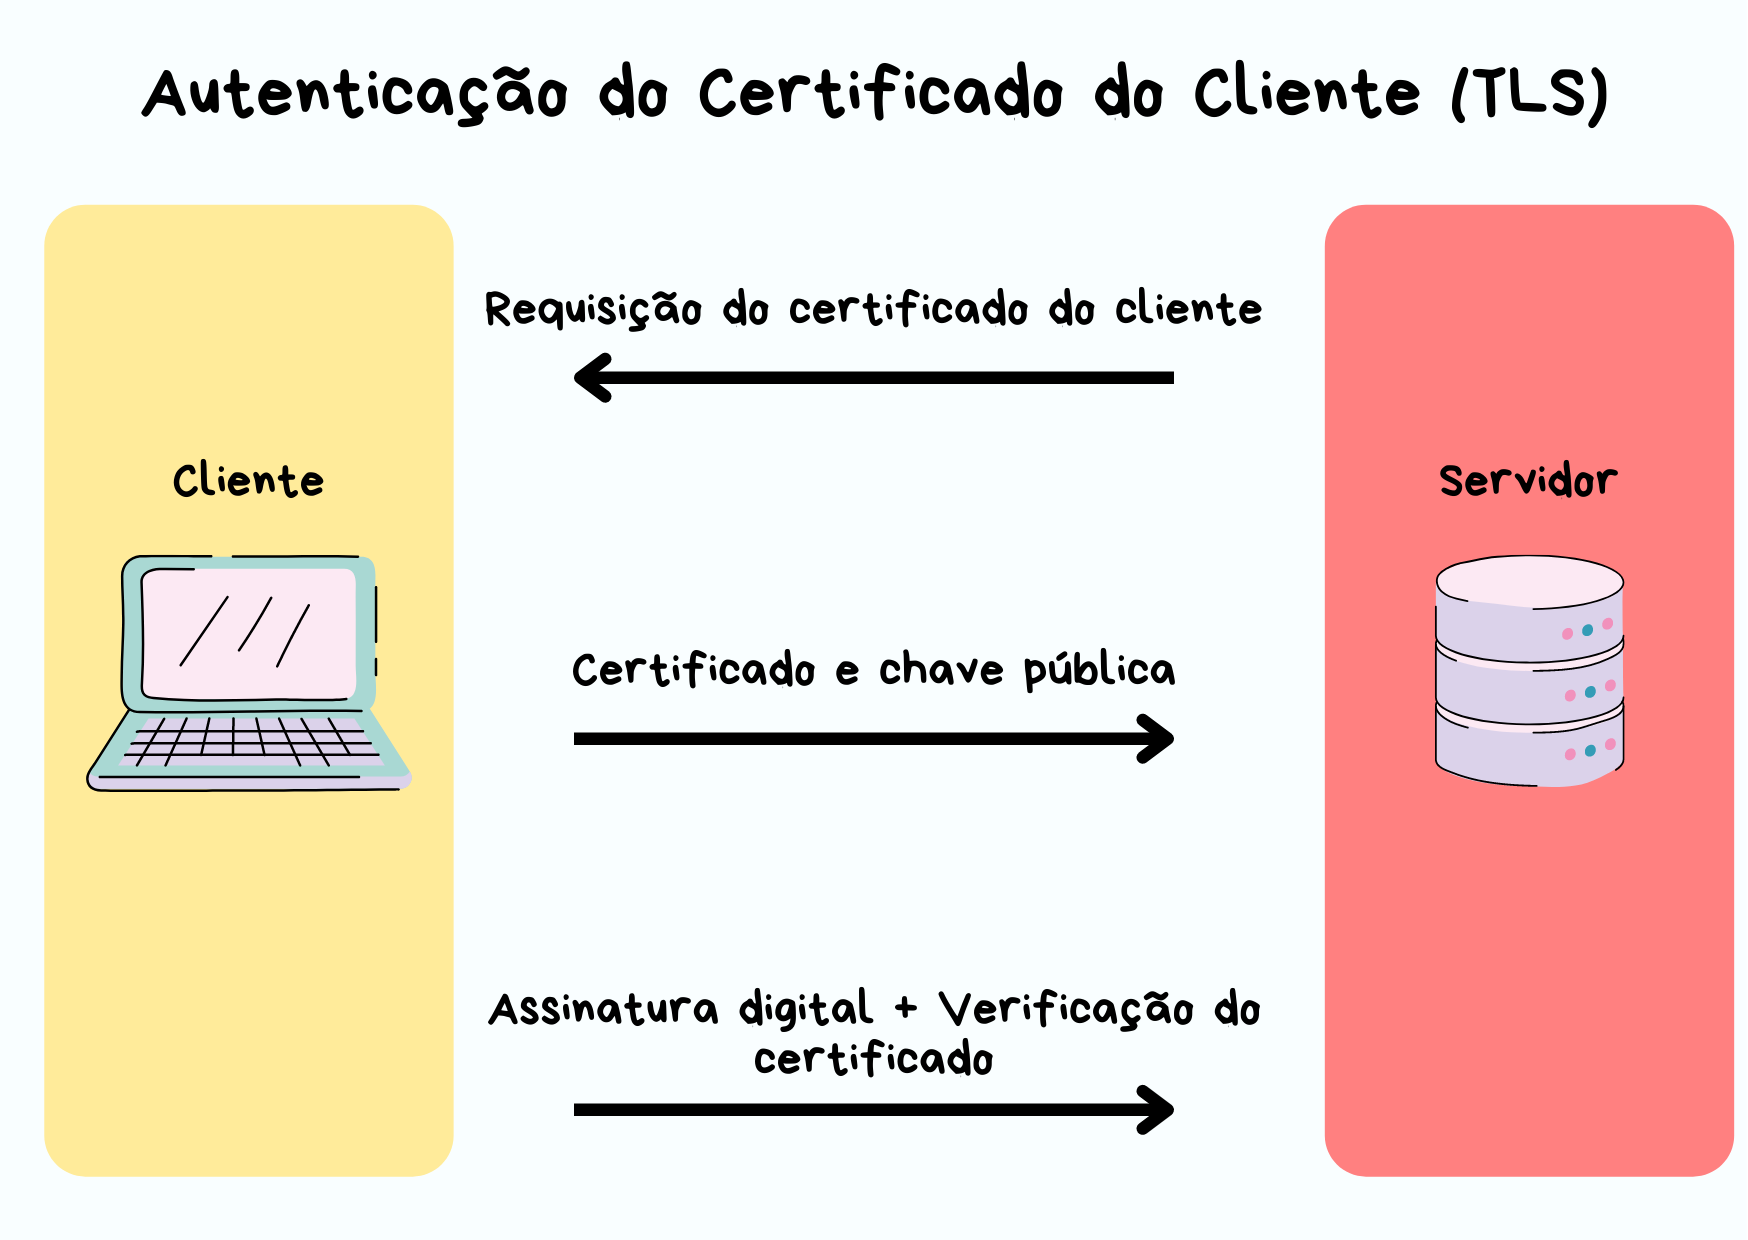 Autenticação do Certificado do Cliente (TLS)
Requisição do certificado do cliente
Cliente
Servidor
Certificado e chave pública
Assinatura digital + Verificação do
certificado